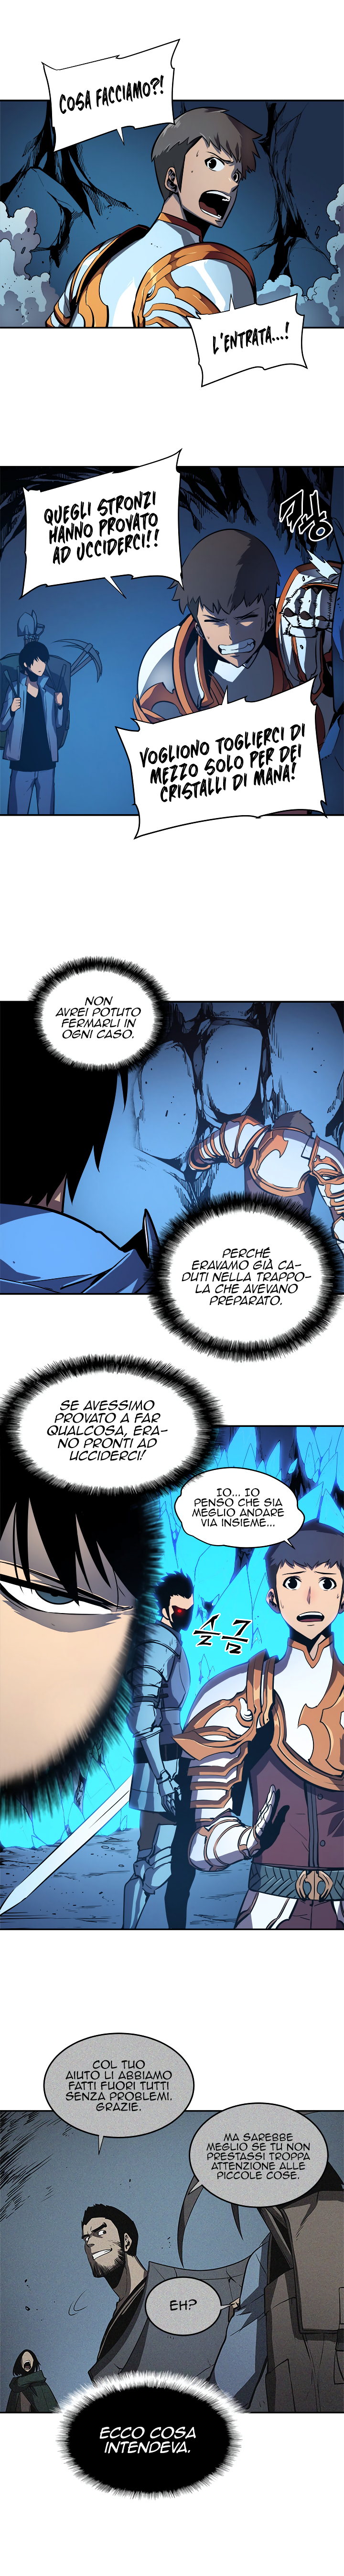 COSA FACCIAMO?!
L'ENTRATA...!
QUEGLI STRONZI
HANNO PROVATO
AD UCCIDERCI!!
VOGLIONO TOGLIERCI DI
MEZZO SOLO PER DEI
CRISTALLI DI MANA!
NON
AVREI POTUTO
FERMARLI IN
OGNI CASO.
PERCHÉ
ERAVAMO GIÀ CA-
DUTI NELLA TRAPPO-
LA CHE AVEVANO
PREPARATO.
SE AVESSIMO
PROVATO A FAR
QUALCOSA, ERA-
NO PRONTI AD
UCCIDERCI!
IO... IO
PENSO CHE SIA
MEGLIO ANDARE
VIA INSIEME...
COL TUO
AIUTO LI ABBIAMO
FATTI FUORI TUTTI
SENZA PROBLEMI.
GRAZIE.
MA SAREBBE
MEGLIO SE TU NON
PRESTASSI TROPPA
ATTENZIONE ALLE
PICCOLE COSE.
EH?
ECCO COSA
INTENDEVA.